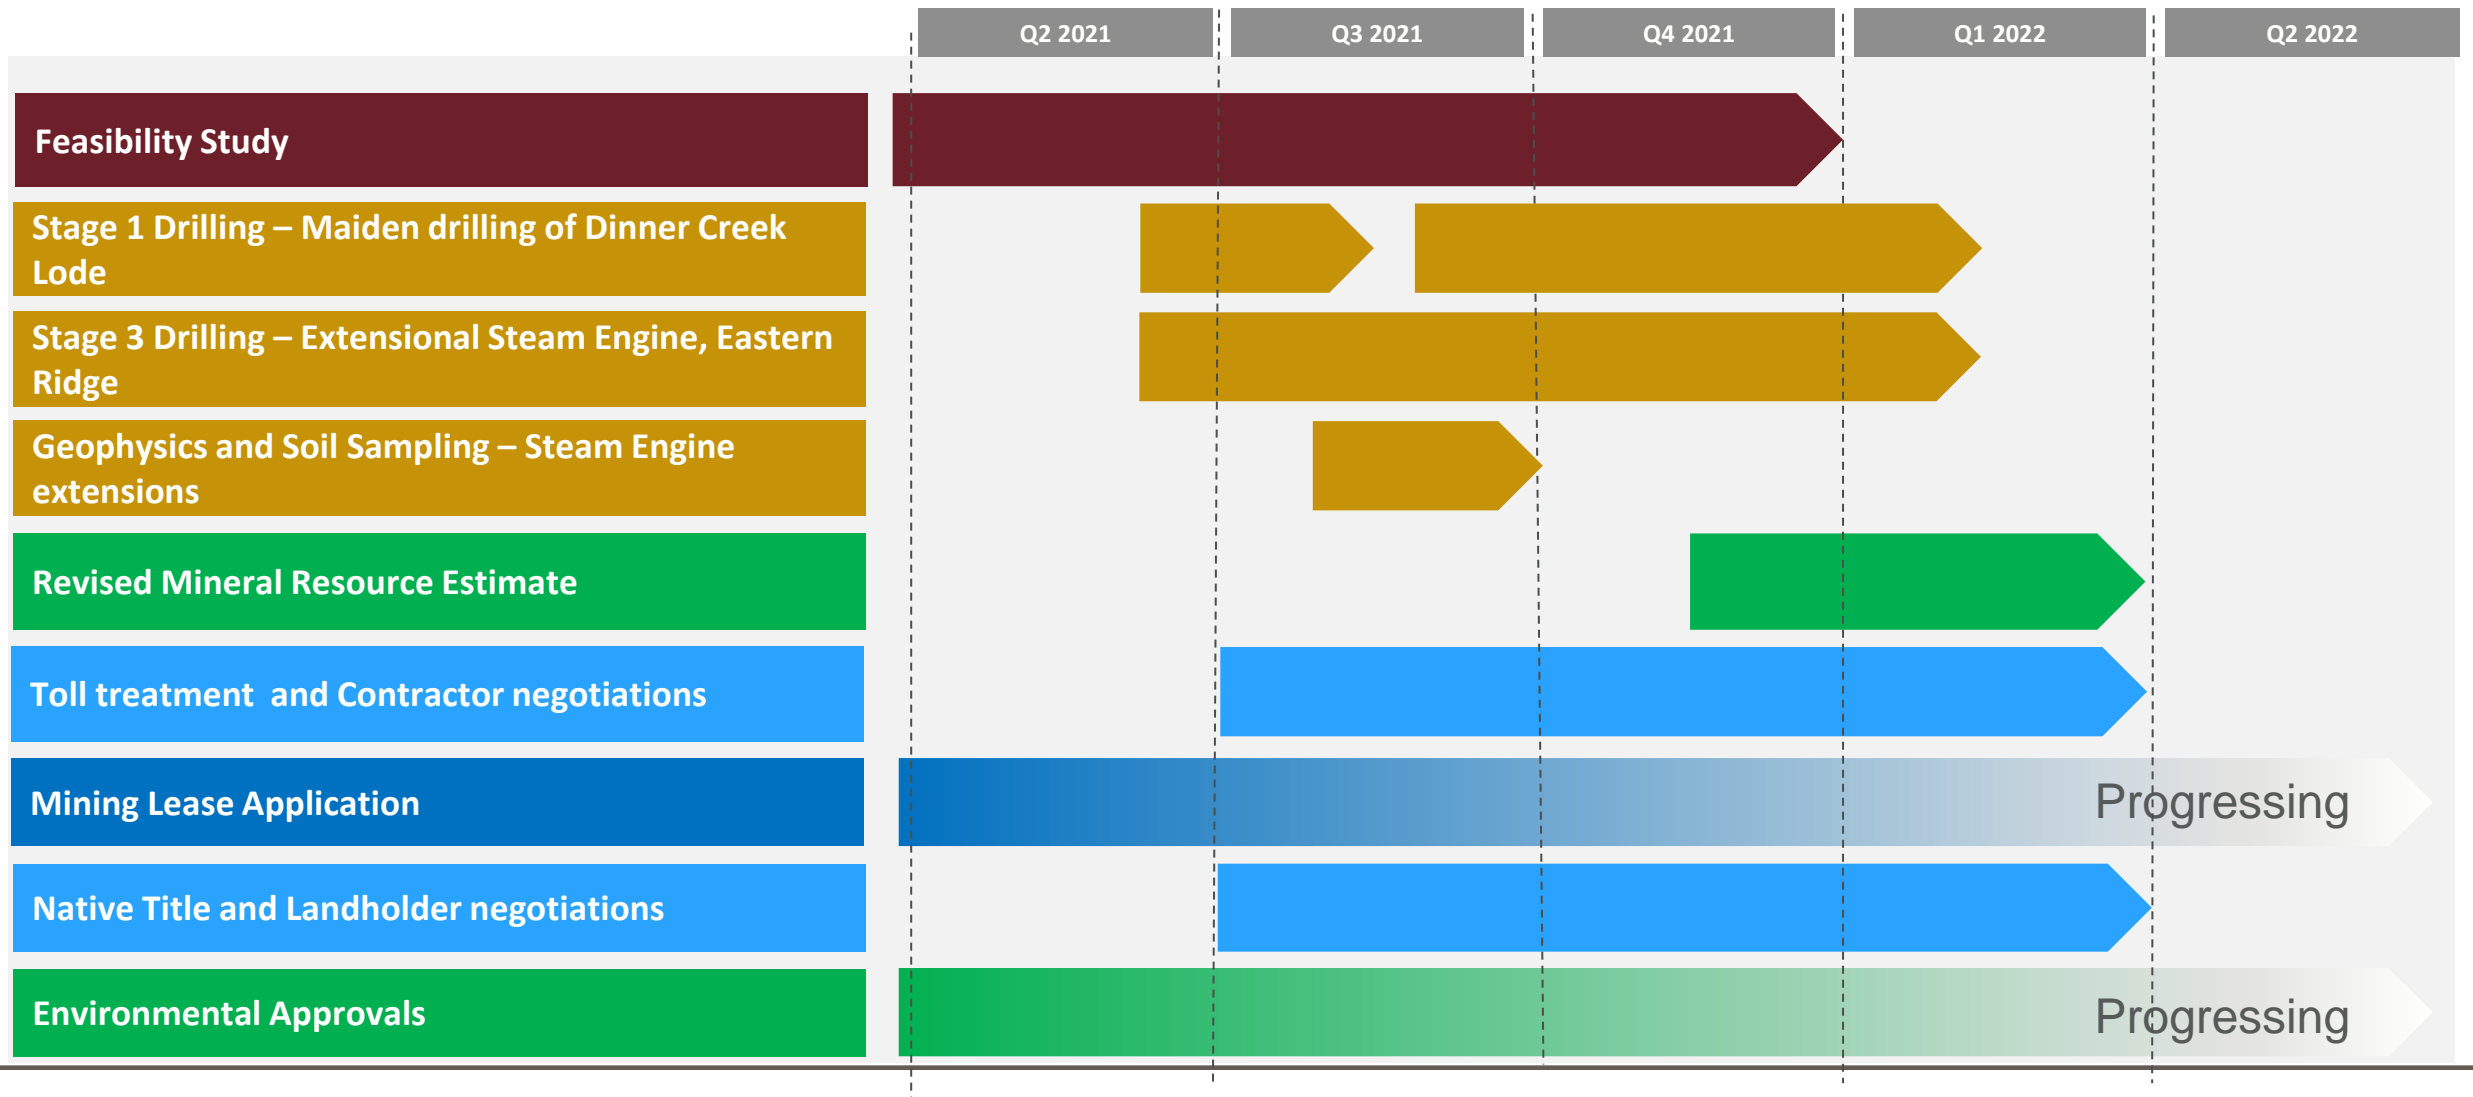 Q2 2021
Q3 2021
Q4 2021
Q1 2022
Q2 2022
Feasibility Study
Stage 1 Drilling – Maiden drilling of Dinner Creek
Lode
Stage 3 Drilling – Extensional Steam Engine, Eastern
Ridge
Geophysics and Soil Sampling – Steam Engine
extensions
Revised Mineral Resource Estimate
Toll treatment  and Contractor negotiations
Mining Lease Application
Progressing
Native Title and Landholder negotiations
Environmental Approvals
Progressing